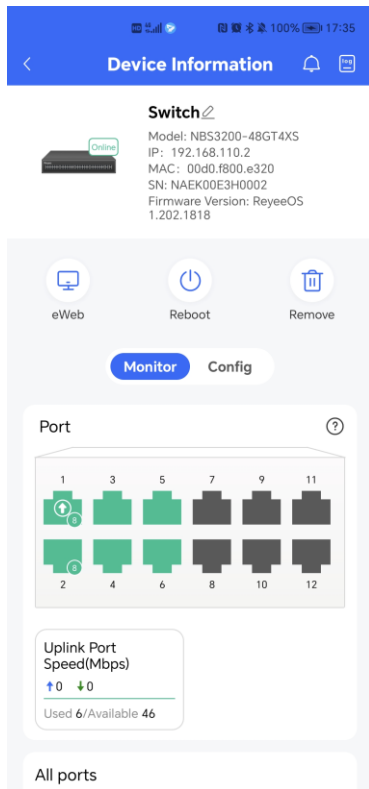 100% 17:35
Device Information
log
Switch
Online
Model: NBS3200-48GT4XS
IP: 192.168.110.2
MAC: 00d0.f800.e320
SN: NAEK00E3H0002
Firmware Version: ReyeeOS
1.202.1818
eWeb
Reboot
Remove
Monitor
Config
Port
?
1 3 5 7 9 11
8
8
2 4 6 8 10 12
Uplink Port
Speed(Mbps)
↑0 ↓0
Used 6/Available 46
All ports